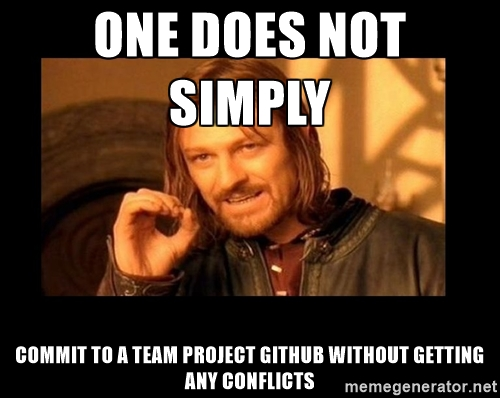 ONE DOES NOT
SIMPLY
COMMIT TO A TEAM PROJECT GITHUB WITHOUT GETTING
ANY CONFLICTS
memegenerator.net